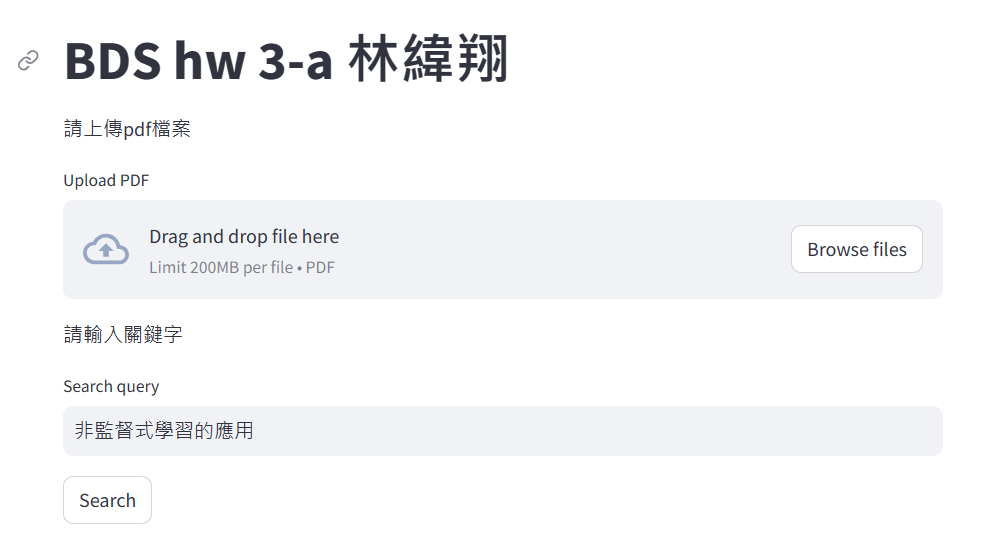 BDS hw 3-a 林緯翔
請上傳pdf檔案
Upload PDF
Drag and drop file here
Limit 200MB per file • PDF
Browse files
請輸入關鍵字
Search query
非監督式學習的應用
Search